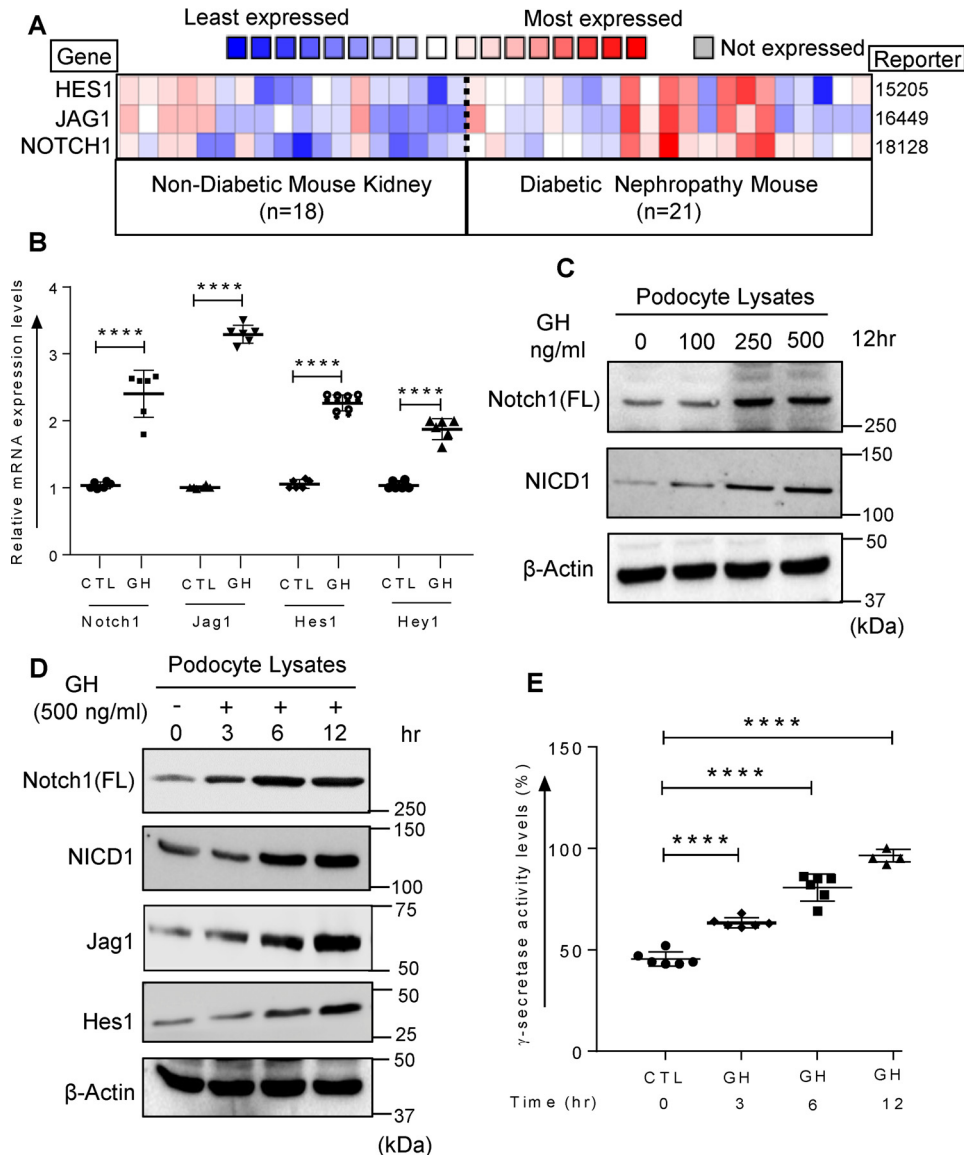 A
Least expressed
Most expressed
Not expressed
Gene
Reporter
HES1
15205
JAG1
16449
NOTCH1
18128
Non-Diabetic Mouse Kidney
(n=18)
Diabetic Nephropathy Mouse
(n=21)
B
Relative mRNA expression levels
4
3
2
1
0
****
****
****
****
CTL GH CTL GH CTL GH CTL GH
Notch1 Jag1 Hes1 Hey1
C
Podocyte Lysates
GH
ng/ml
0 100 250 500 12hr
Notch1(FL)
250
NICD1
150
100
β-Actin
50
37
(kDa)
D
Podocyte Lysates
GH
(500 ng/ml)
- + + +
0 3 6 12 hr
Notch1(FL)
250
NICD1
150
100
Jag1
75
50
Hes1
50
25
β-Actin
50
37
(kDa)
E
γ-secretase activity levels (%)
150
100
50
0
****
****
****
CTL GH GH GH
Time (hr) 0 3 6 12